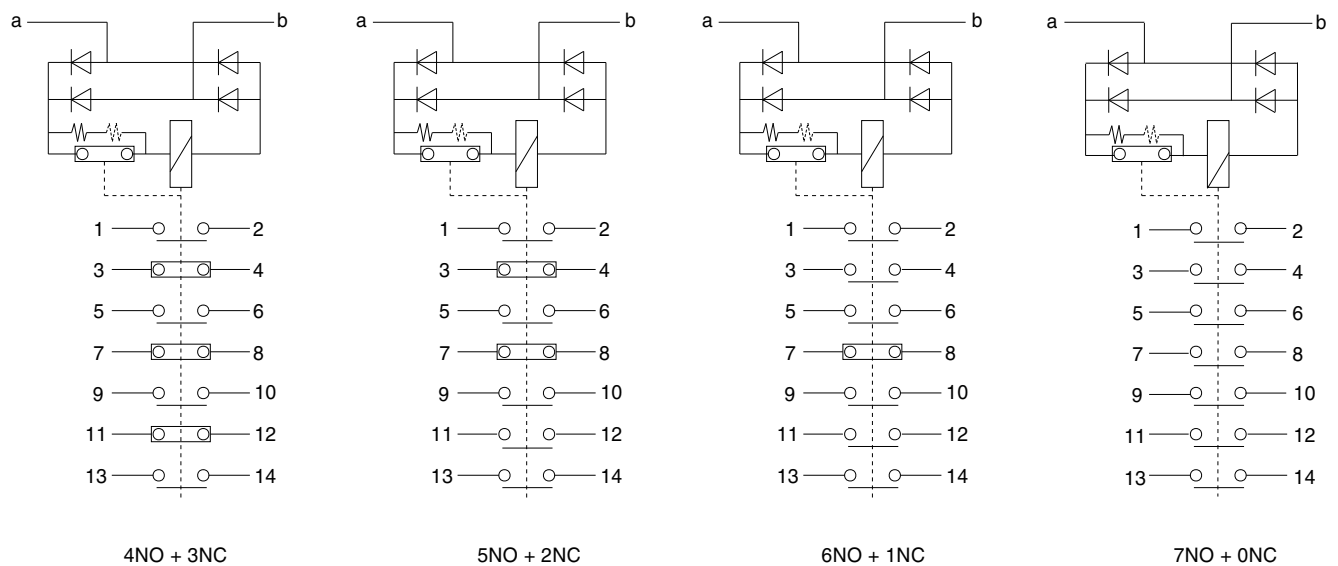 a b a b a b a b
1 2 1 2 1 2 1 2
3 4 3 4 3 4 3 4
5 6 5 6 5 6 5 6
7 8 7 8 7 8 7 8
9 10 9 10 9 10 9 10
11 12 11 12 11 12 11 12
13 14 13 14 13 14 13 14
4NO + 3NC 5NO + 2NC 6NO + 1NC 7NO + 0NC